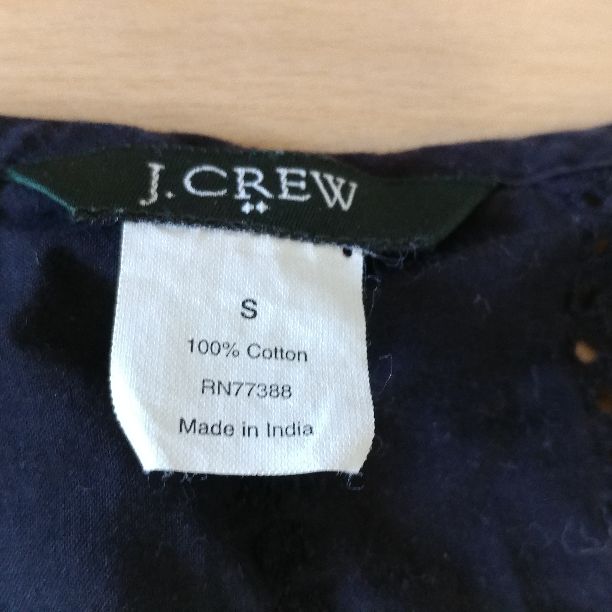 J.CREW
S
100% Cotton
RN77388
Made in India